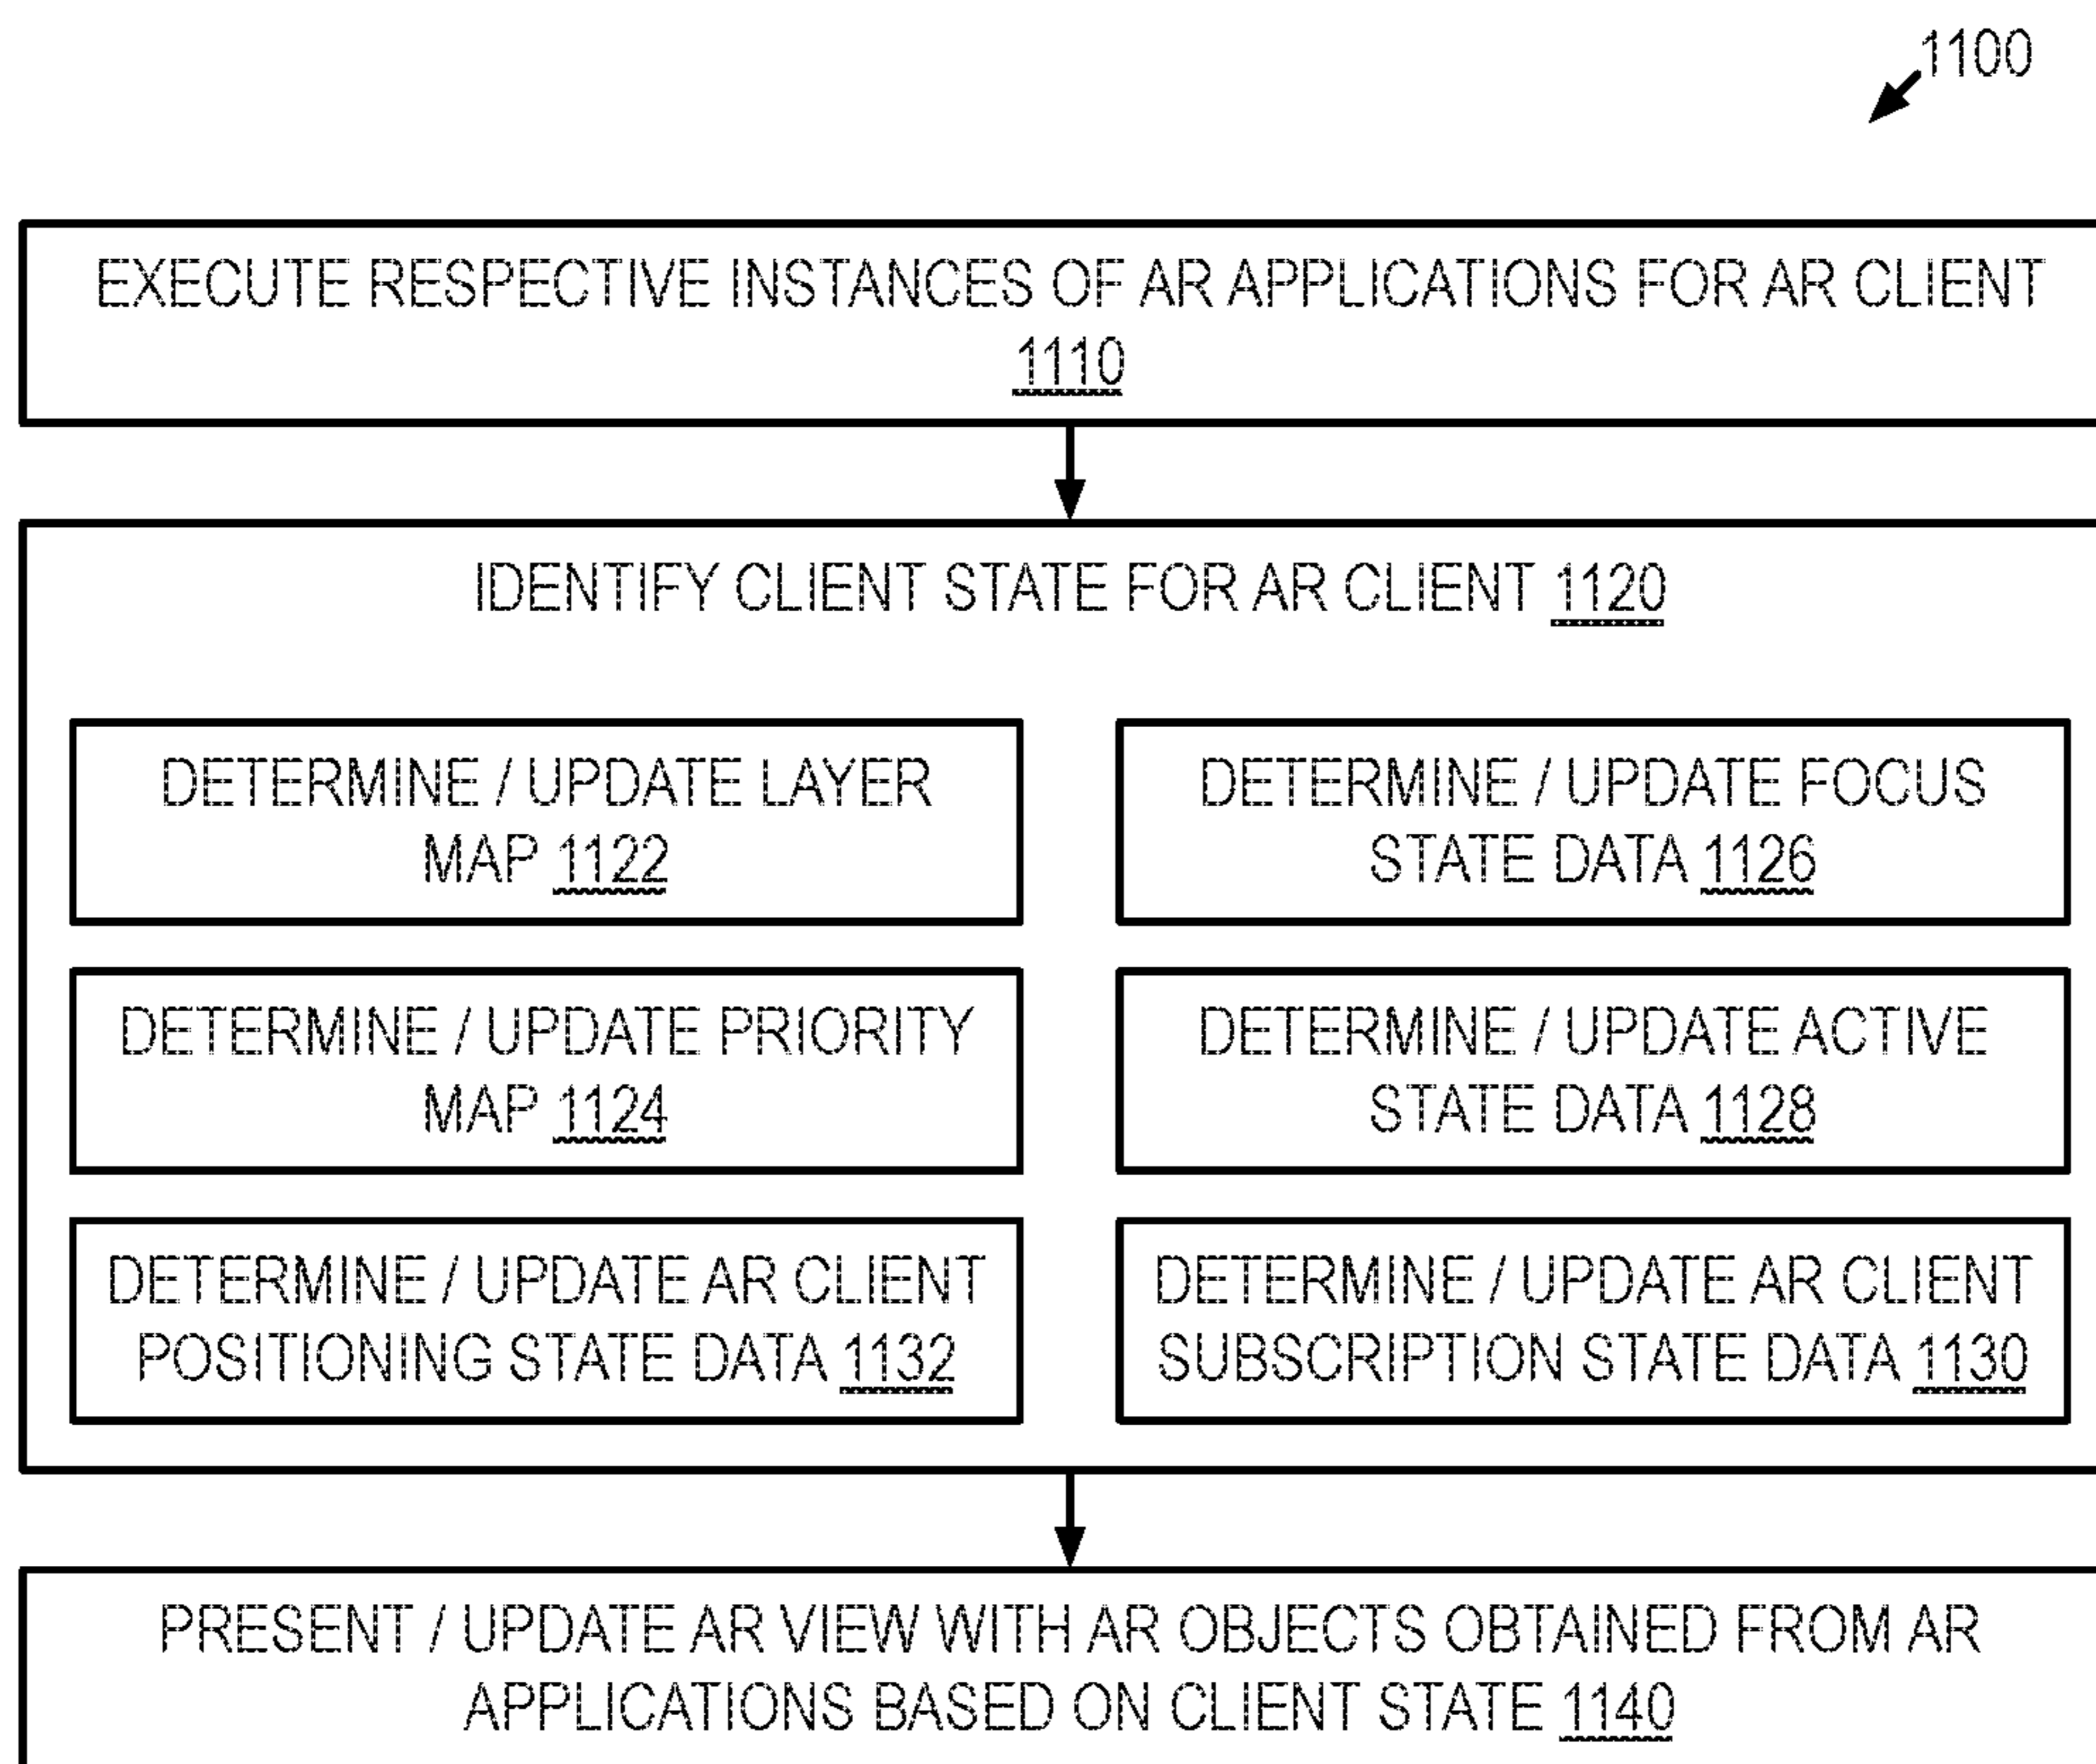 1100
EXECUTE RESPECTIVE INSTANCES OF AR APPLICATIONS FOR AR CLIENT
1110
IDENTIFY CLIENT STATE FOR AR CLIENT 1120
DETERMINE / UPDATE LAYER
MAP 1122
DETERMINE / UPDATE FOCUS
STATE DATA 1126
DETERMINE / UPDATE PRIORITY
MAP 1124
DETERMINE / UPDATE ACTIVE
STATE DATA 1128
DETERMINE / UPDATE AR CLIENT
POSITIONING STATE DATA 1132
DETERMINE / UPDATE AR CLIENT
SUBSCRIPTION STATE DATA 1130
PRESENT / UPDATE AR VIEW WITH AR OBJECTS OBTAINED FROM AR
APPLICATIONS BASED ON CLIENT STATE 1140